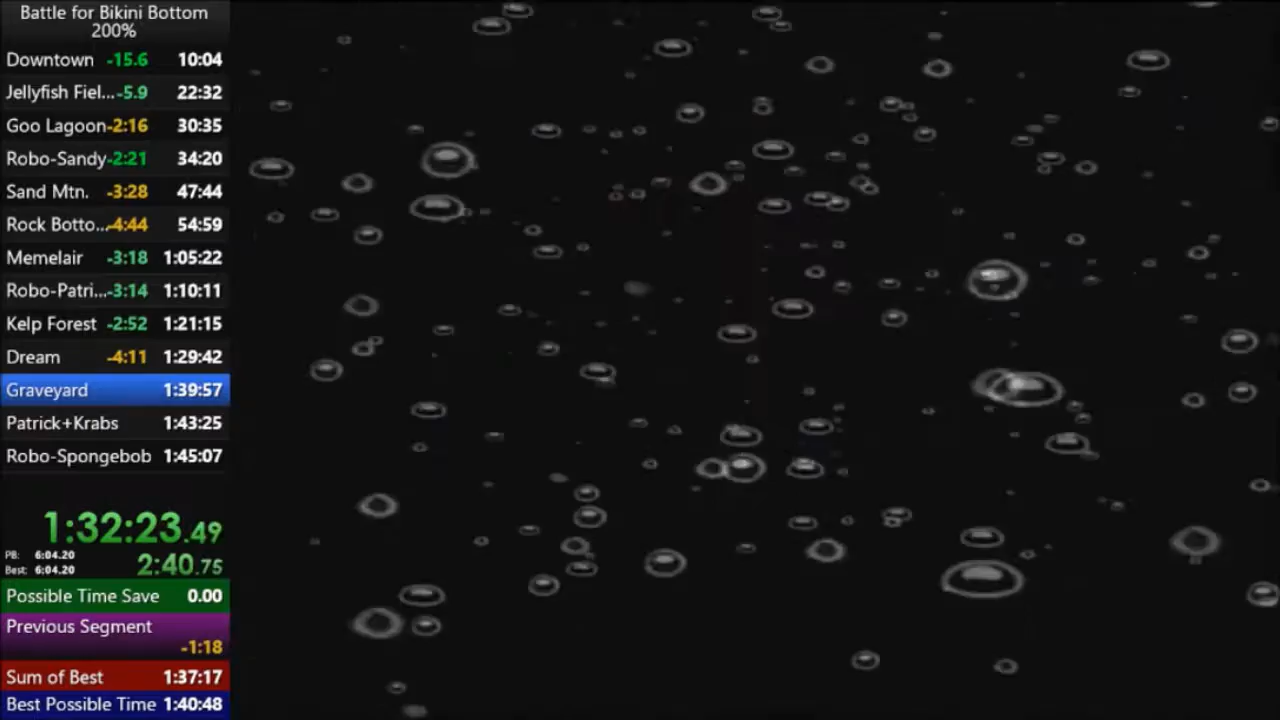 Battle for Bikini Bottom
200%
Downtown -15.6 10:04
Jellyfish Fiel... -5.9 22:32
Goo Lagoon -2:16 30:35
Robo-Sandy -2:21 34:20
Sand Mtn. -3:28 47:44
Rock Botto... -4:44 54:59
Memelair -3:18 1:05:22
Robo-Patri... -3:14 1:10:11
Kelp Forest -2:52 1:21:15
Dream -4:11 1:29:42
Graveyard 1:39:57
Patrick+Krabs 1:43:25
Robo-Spongebob 1:45:07
1:32:23.49
PB: 6:04.20
Best: 6:04.20
2:40.75
Possible Time Save 0.00
Previous Segment
-1:18
Sum of Best 1:37:17
Best Possible Time 1:40:48